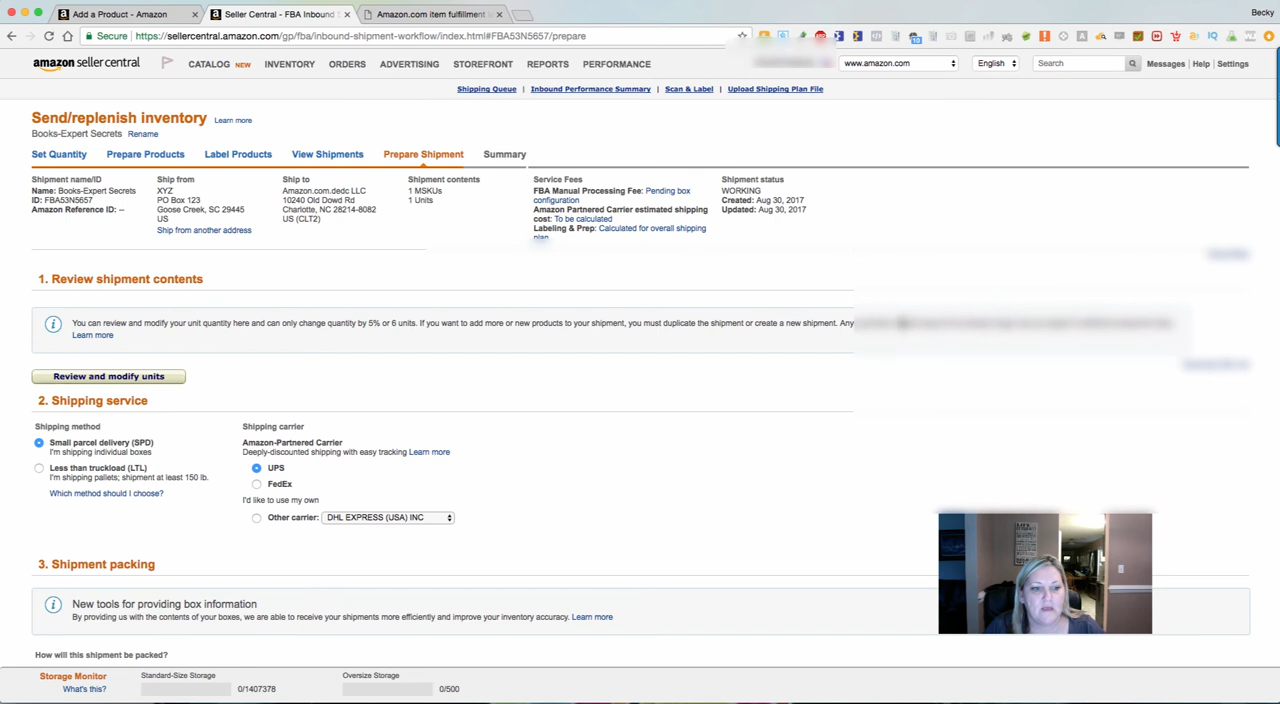 Add a Product - Amazon
Seller Central - FBA Inbound
Amazon.com item fulfillment
Becky
Secure https://sellercentral.amazon.com/gp/fba/inbound-shipment-workflow/index.html#FBA53N5657/prepare
amazon seller central
CATALOG NEW INVENTORY ORDERS ADVERTISING STOREFRONT REPORTS PERFORMANCE
www.amazon.com English Search Messages | Help | Settings
Shipping Queue | Inbound Performance Summary | Scan & Label | Upload Shipping Plan File
Send/replenish inventory Learn more
Books-Expert Secrets Rename
Set Quantity Prepare Products Label Products View Shipments Prepare Shipment Summary
Shipment name/ID
Name: Books-Expert Secrets
ID: FBA53N5657
Amazon Reference ID: --
Ship from
XYZ
PO Box 123
Goose Creek, SC 29445
US
Ship from another address
Ship to
Amazon.com.dedc LLC
10240 Old Dowd Rd
Charlotte, NC 28214-8082
US (CLT2)
Shipment contents
1 MSKUs
1 Units
Service Fees
FBA Manual Processing Fee: Pending box
configuration
Amazon Partnered Carrier estimated shipping
cost: To be calculated
Labeling & Prep: Calculated for overall shipping
plan
Shipment status
WORKING
Created: Aug 30, 2017
Updated: Aug 30, 2017
1. Review shipment contents
You can review and modify your unit quantity here and can only change quantity by 5% or 6 units. If you want to add more or new products to your shipment, you must duplicate the shipment or create a new shipment. Any
Learn more
Review and modify units
2. Shipping service
Shipping method
Small parcel delivery (SPD)
I'm shipping individual boxes
Less than truckload (LTL)
I'm shipping pallets; shipment at least 150 lb.
Which method should I choose?
Shipping carrier
Amazon-Partnered Carrier
Deeply-discounted shipping with easy tracking Learn more
UPS
FedEx
I'd like to use my own
Other carrier: DHL EXPRESS (USA) INC
3. Shipment packing
New tools for providing box information
By providing us with the contents of your boxes, we are able to receive your shipments more efficiently and improve your inventory accuracy. Learn more
How will this shipment be packed?
Storage Monitor
What's this?
Standard-Size Storage
0/1407378
Oversize Storage
0/500